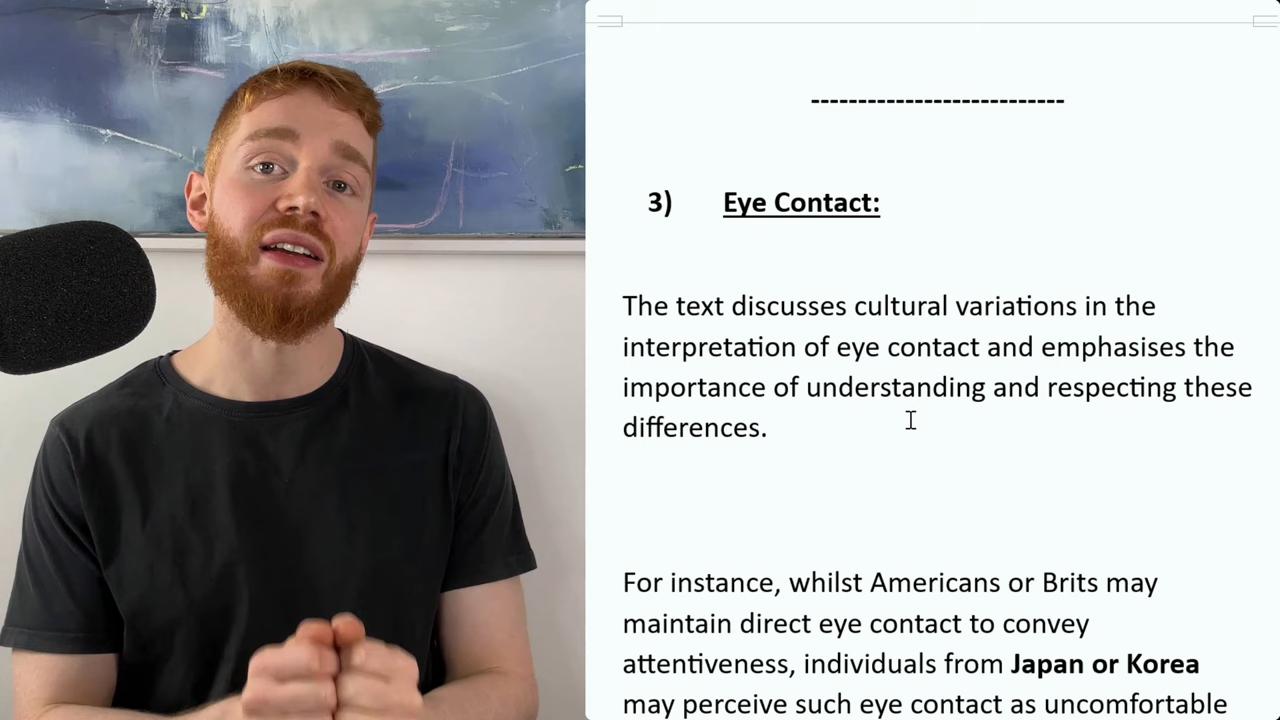 ---------------------------
3) Eye Contact:
The text discusses cultural variations in the
interpretation of eye contact and emphasises the
importance of understanding and respecting these
differences.
For instance, whilst Americans or Brits may
maintain direct eye contact to convey
attentiveness, individuals from Japan or Korea
may perceive such eye contact as uncomfortable